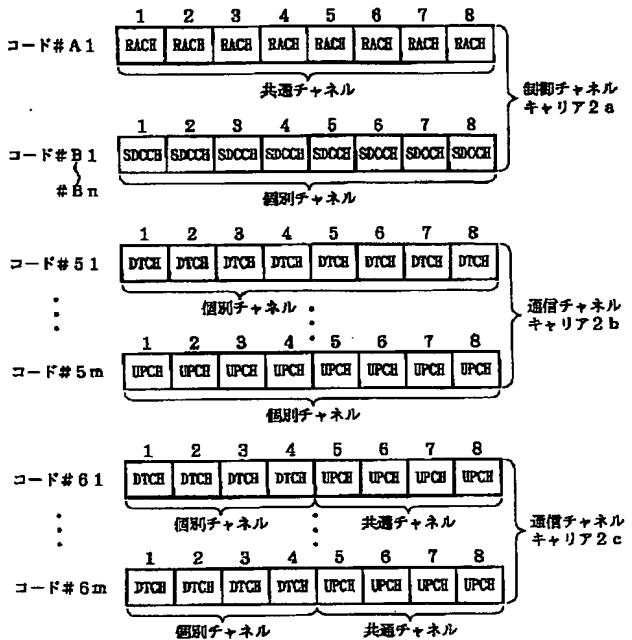 1 2 3 4 5 6 7 8
コード#A1 RACH RACH RACH RACH RACH RACH RACH RACH
共通チャネル
制御チャネル
キャリア2a
1 2 3 4 5 6 7 8
コード#B1 SDCCH SDCCH SDCCH SDCCH SDCCH SDCCH SDCCH SDCCH
#Bn
個別チャネル
1 2 3 4 5 6 7 8
コード#51 DTCH DTCH DTCH DTCH DTCH DTCH DTCH DTCH
個別チャネル
通信チャネル
キャリア2b
1 2 3 4 5 6 7 8
コード#5m UPCH UPCH UPCH UPCH UPCH UPCH UPCH UPCH
個別チャネル
1 2 3 4 5 6 7 8
コード#61 DTCH DTCH DTCH DTCH UPCH UPCH UPCH UPCH
個別チャネル 共通チャネル
通信チャネル
キャリア2c
1 2 3 4 5 6 7 8
コード#6m DTCH DTCH DTCH DTCH UPCH UPCH UPCH UPCH
個別チャネル 共通チャネル